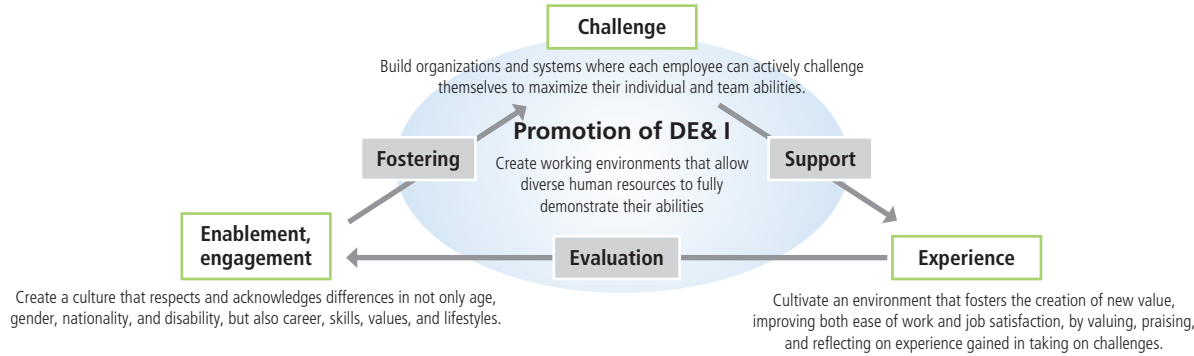 Challenge
Build organizations and systems where each employee can actively challenge
themselves to maximize their individual and team abilities.
Promotion of DE& I
Fostering
Create working environments that allow
diverse human resources to fully
demonstrate their abilities
Support
Enablement,
engagement
Evaluation
Experience
Create a culture that respects and acknowledges differences in not only age,
gender, nationality, and disability, but also career, skills, values, and lifestyles.
Cultivate an environment that fosters the creation of new value,
improving both ease of work and job satisfaction, by valuing, praising,
and reflecting on experience gained in taking on challenges.